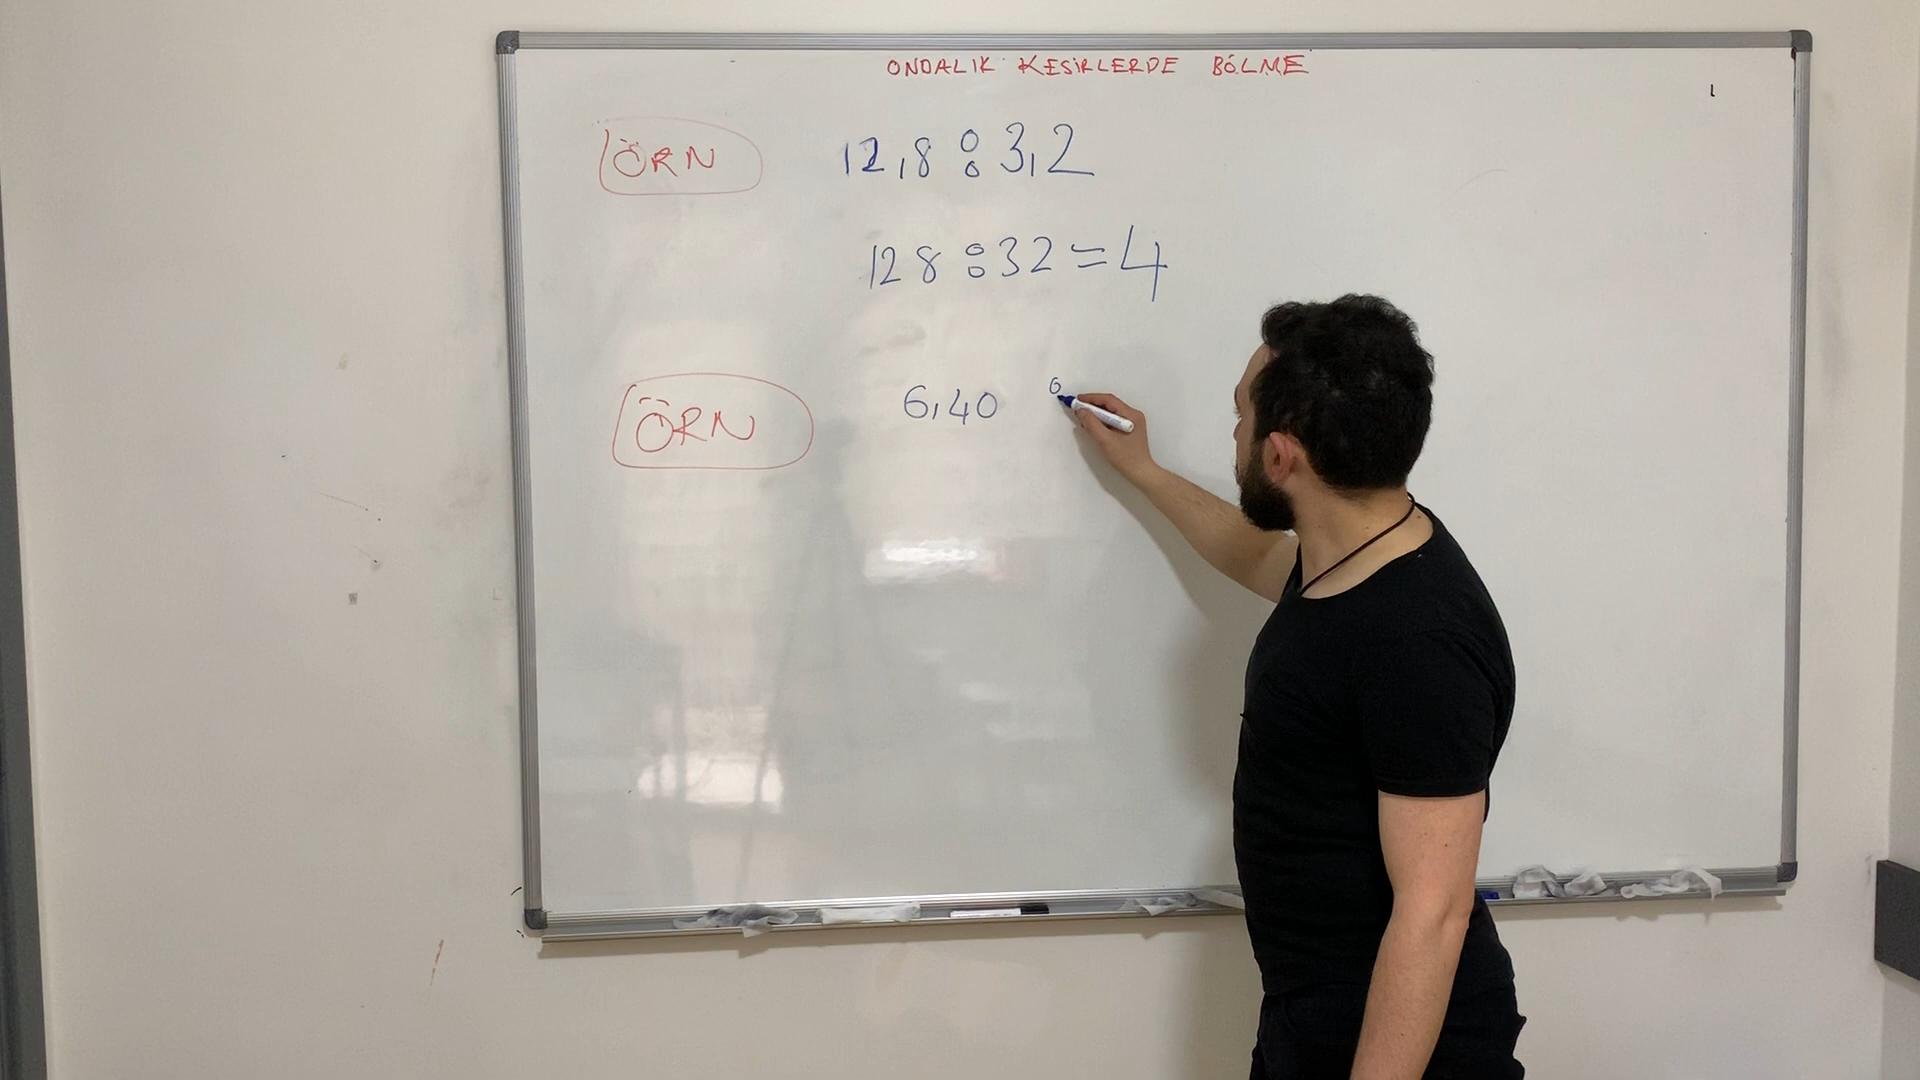 ONDALIK KESİRLERDE BÖLME
ÖRN 12,8 : 3,2
128 : 32 = 4
ÖRN 6,40